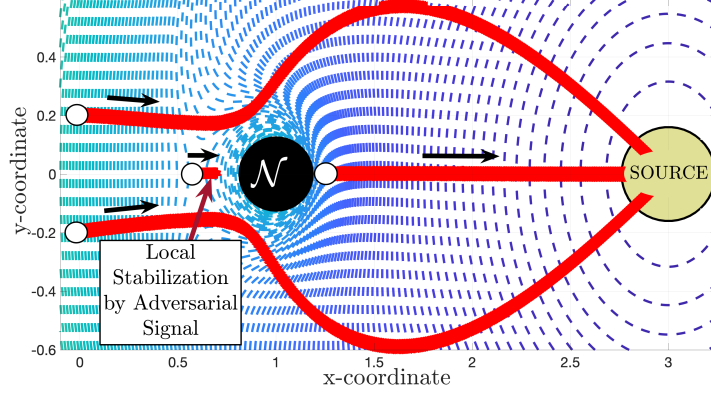 y-coordinate
0.4
0.2
0
-0.2
-0.4
-0.6
N
SOURCE
Local
Stabilization
by Adversarial
Signal
0
0.5
1
1.5
2
2.5
3
x-coordinate